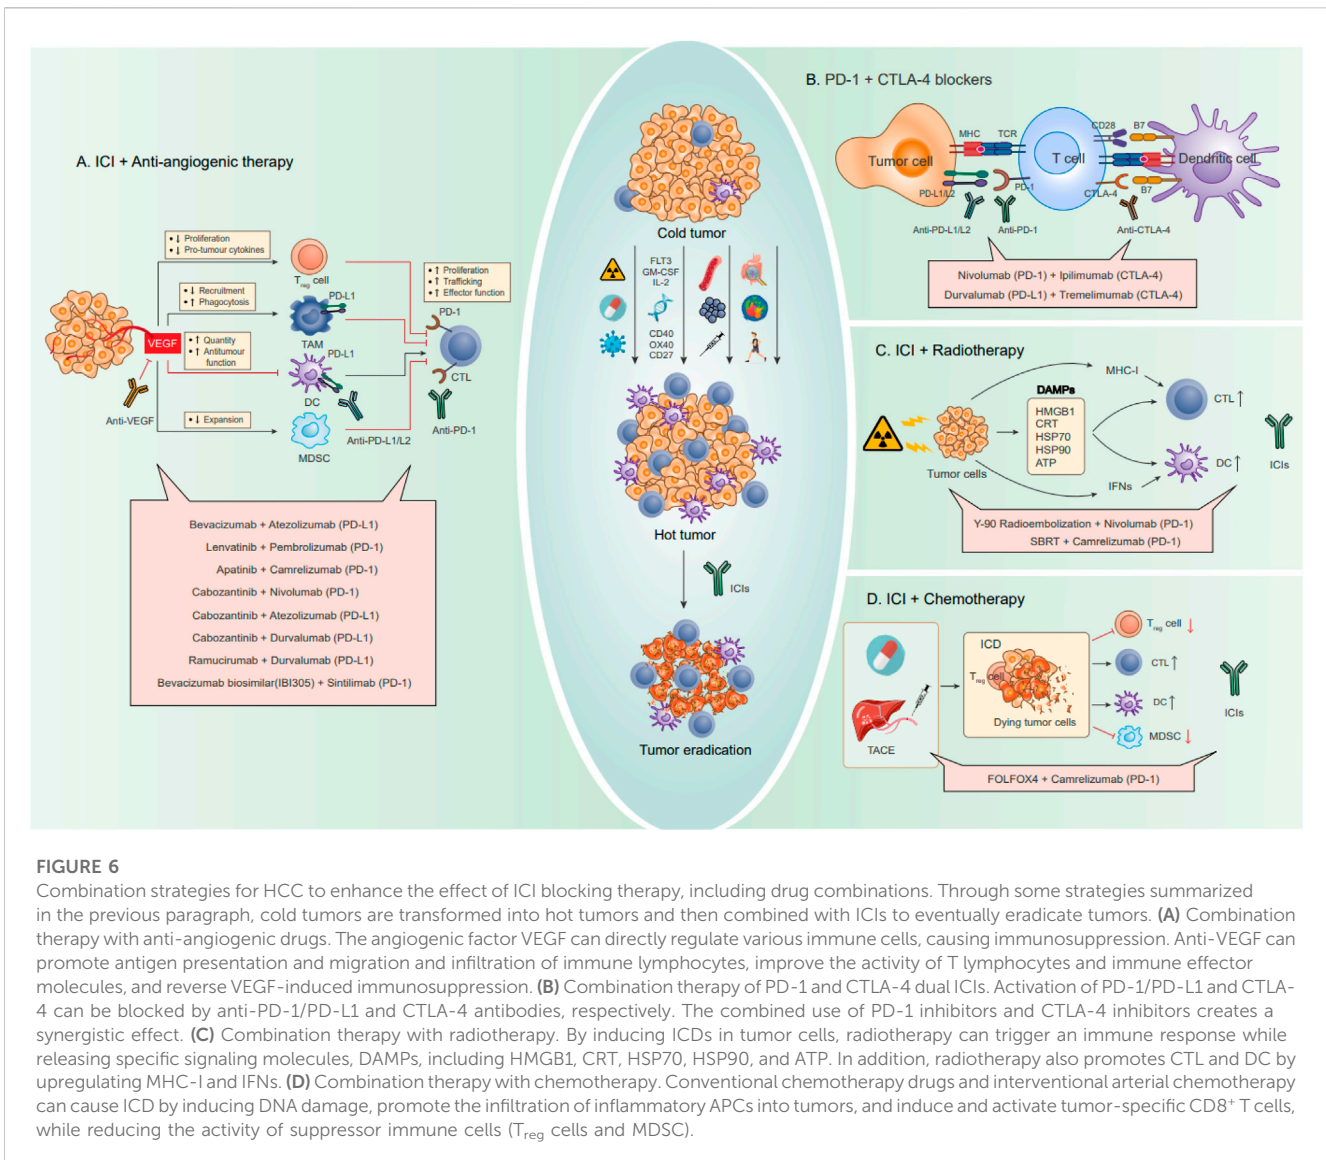 A. ICI + Anti-angiogenic therapy
• ↓ Proliferation
• ↓ Pro-tumour cytokines
T reg cell
• ↓ Recruitment
• ↑ Phagocytosis
PD-L1
TAM
VEGF
• ↑ Quantity
• ↑ Antitumour
function
PD-L1
DC
Anti-VEGF
• ↓ Expansion
MDSC
Anti-PD-L1/L2
• ↑ Proliferation
• ↑ Trafficking
• ↑ Effector function
PD-1
CTL
Anti-PD-1
Bevacizumab + Atezolizumab (PD-L1)
Lenvatinib + Pembrolizumab (PD-1)
Apatinib + Camrelizumab (PD-1)
Cabozantinib + Nivolumab (PD-1)
Cabozantinib + Atezolizumab (PD-L1)
Cabozantinib + Durvalumab (PD-L1)
Ramucirumab + Durvalumab (PD-L1)
Bevacizumab biosimilar(IBI305) + Sintilimab (PD-1)
Cold tumor
FLT3
GM-CSF
IL-2
CD40
OX40
CD27
Hot tumor
ICIs
Tumor eradication
B. PD-1 + CTLA-4 blockers
Tumor cell
MHC
TCR
T cell
CD28
B7
Dendritic cell
PD-L1/L2
PD-1
CTLA-4
B7
Anti-PD-L1/L2
Anti-PD-1
Anti-CTLA-4
Nivolumab (PD-1) + Ipilimumab (CTLA-4)
Durvalumab (PD-L1) + Tremelimumab (CTLA-4)
C. ICI + Radiotherapy
Tumor cells
DAMPs
HMGB1
CRT
HSP70
HSP90
ATP
MHC-I
IFNs
CTL ↑
DC ↑
ICIs
Y-90 Radioembolization + Nivolumab (PD-1)
SBRT + Camrelizumab (PD-1)
D. ICI + Chemotherapy
TACE
ICD
T reg cell
Dying tumor cells
T reg cell ↓
CTL ↑
DC ↑
MDSC ↓
ICIs
FOLFOX4 + Camrelizumab (PD-1)
FIGURE 6
Combination strategies for HCC to enhance the effect of ICI blocking therapy, including drug combinations. Through some strategies summarized
in the previous paragraph, cold tumors are transformed into hot tumors and then combined with ICIs to eventually eradicate tumors. (A) Combination
therapy with anti-angiogenic drugs. The angiogenic factor VEGF can directly regulate various immune cells, causing immunosuppression. Anti-VEGF can
promote antigen presentation and migration and infiltration of immune lymphocytes, improve the activity of T lymphocytes and immune effector
molecules, and reverse VEGF-induced immunosuppression. (B) Combination therapy of PD-1 and CTLA-4 dual ICIs. Activation of PD-1/PD-L1 and CTLA-
4 can be blocked by anti-PD-1/PD-L1 and CTLA-4 antibodies, respectively. The combined use of PD-1 inhibitors and CTLA-4 inhibitors creates a
synergistic effect. (C) Combination therapy with radiotherapy. By inducing ICDs in tumor cells, radiotherapy can trigger an immune response while
releasing specific signaling molecules, DAMPs, including HMGB1, CRT, HSP70, HSP90, and ATP. In addition, radiotherapy also promotes CTL and DC by
upregulating MHC-I and IFNs. (D) Combination therapy with chemotherapy. Conventional chemotherapy drugs and interventional arterial chemotherapy
can cause ICD by inducing DNA damage, promote the infiltration of inflammatory APCs into tumors, and induce and activate tumor-specific CD8⁺ T cells,
while reducing the activity of suppressor immune cells (T reg cells and MDSC).